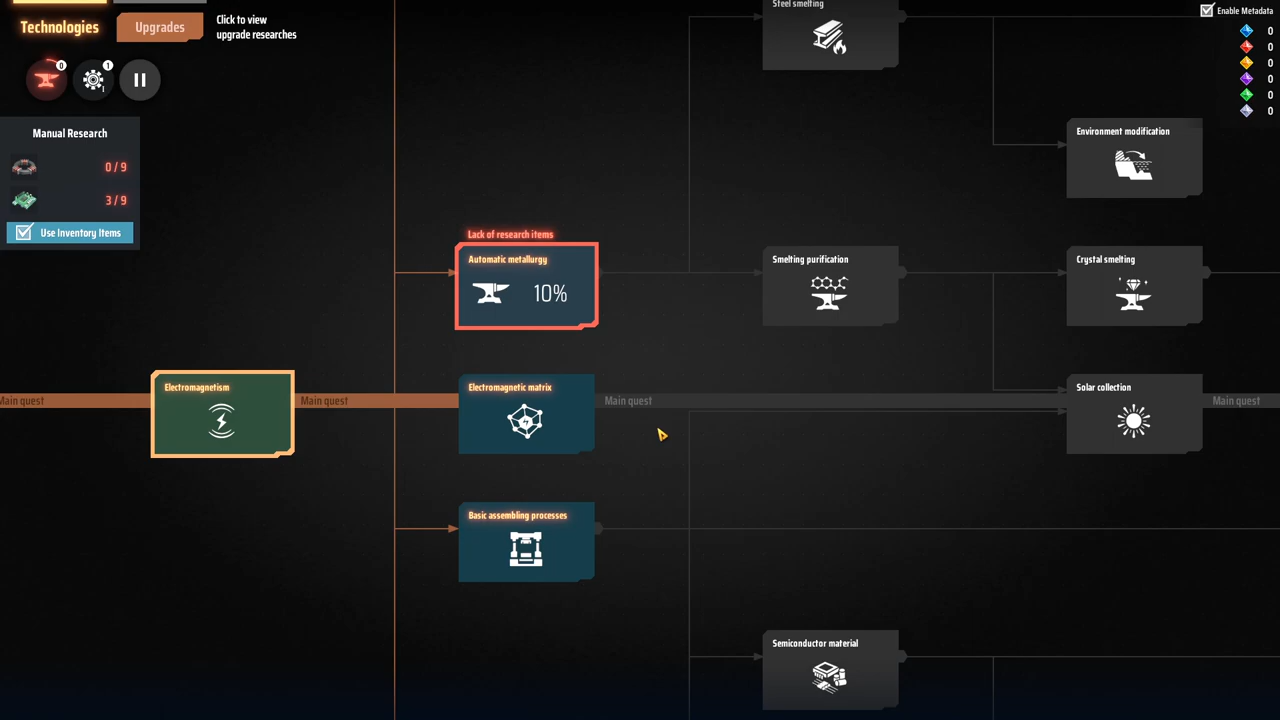 Technologies
Upgrades
Click to view
upgrade researches
0
1
Manual Research
0 / 9
3 / 9
Use Inventory Items
Enable Metadata
0
0
0
0
0
0
Steel smelting
Environment modification
Lack of research items
Automatic metallurgy
10%
Smelting purification
Crystal smelting
Main quest
Electromagnetism
Main quest
Electromagnetic matrix
Main quest
Solar collection
Main quest
Basic assembling processes
Semiconductor material